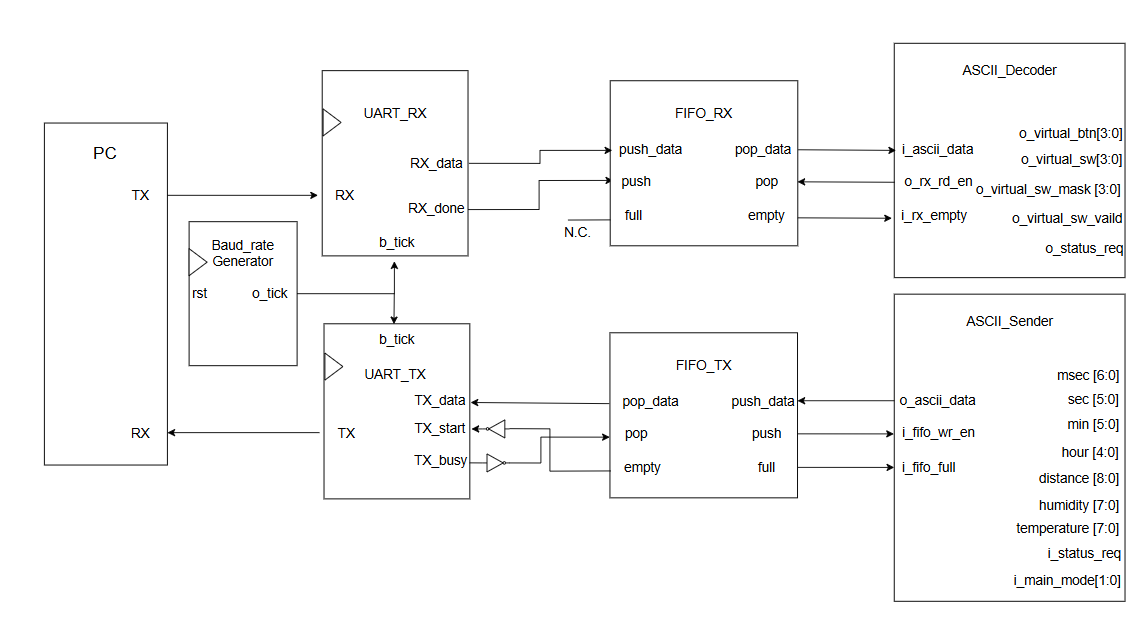 PC
TX
RX
Baud_rate
Generator
rst
o_tick
UART_RX
RX_data
RX
RX_done
b_tick
b_tick
UART_TX
TX_data
TX_start
TX
TX_busy
FIFO_RX
push_data
pop_data
push
pop
full
empty
N.C.
FIFO_TX
pop_data
push_data
pop
push
empty
full
ASCII_Decoder
o_virtual_btn[3:0]
i_ascii_data
o_virtual_sw[3:0]
o_rx_rd_en
o_virtual_sw_mask [3:0]
i_rx_empty
o_virtual_sw_vaild
o_status_req
ASCII_Sender
msec [6:0]
o_ascii_data
sec [5:0]
min [5:0]
i_fifo_wr_en
hour [4:0]
i_fifo_full
distance [8:0]
humidity [7:0]
temperature [7:0]
i_status_req
i_main_mode[1:0]